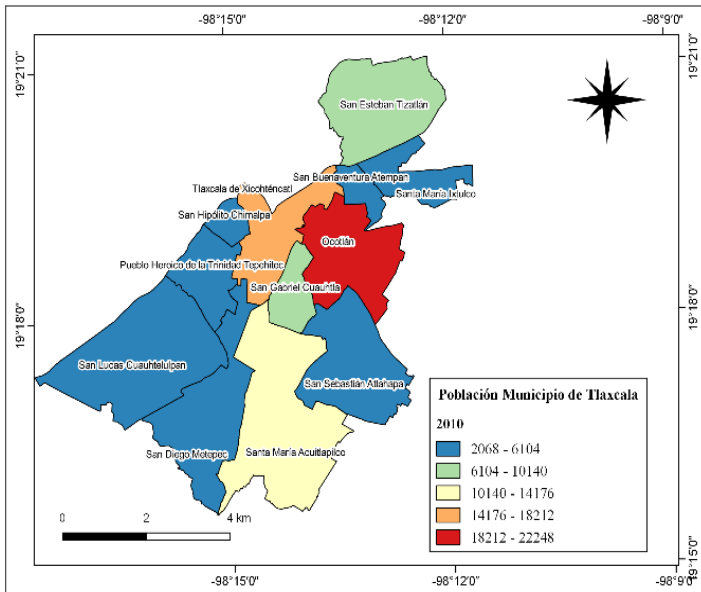 -98°15'0"
-98°12'0"
-98°9'0"
19°21'0"
19°21'0"
San Esteban Tizatlán
San Buenaventura Atempan
Tlaxcala de Xicohténcatl
Santa María Ixtulco
San Hipólito Chimalpa
Ocotlán
Pueblo Heroico de la Trinidad Tepehitec
San Gabriel Cuauhtla
19°18'0"
19°18'0"
San Lucas Cuauhtelulpan
San Sebastián Atlahapa
San Diego Metepec
Santa María Acuitlapilco
Población Municipio de Tlaxcala
2010
2068 - 6104
6104 - 10140
10140 - 14176
14176 - 18212
18212 - 22248
0 2 4 km
19°15'0"
-98°15'0"
-98°12'0"
-98°9'0"